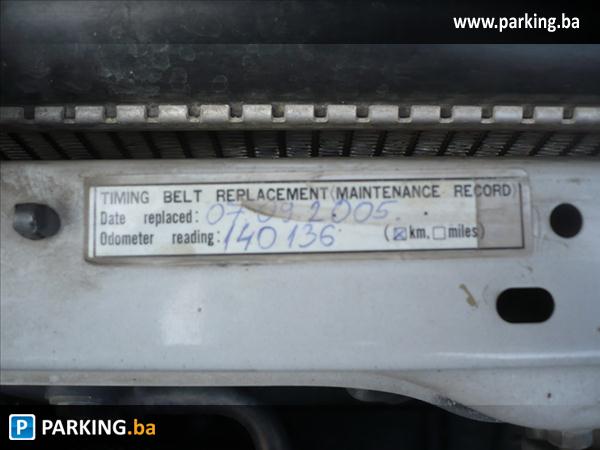 www.parking.ba
TIMING BELT REPLACEMENT (MAINTENANCE RECORD)
Date replaced: 07.09.2005.
Odometer reading: 140136 (☒km. ☐miles)
P PARKING.ba